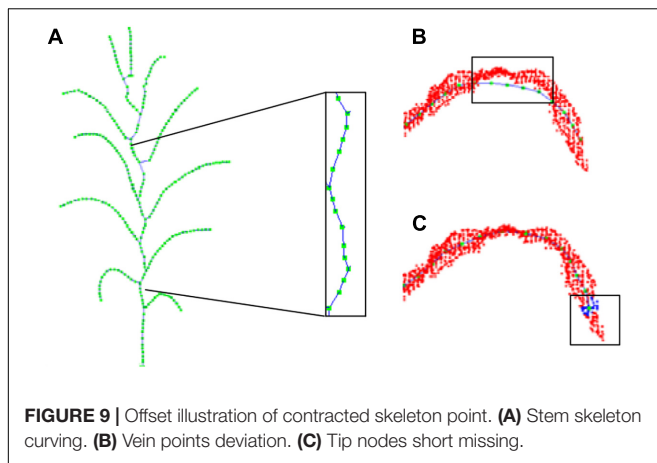 A
B
C
FIGURE 9 | Offset illustration of contracted skeleton point. (A) Stem skeleton
curving. (B) Vein points deviation. (C) Tip nodes short missing.